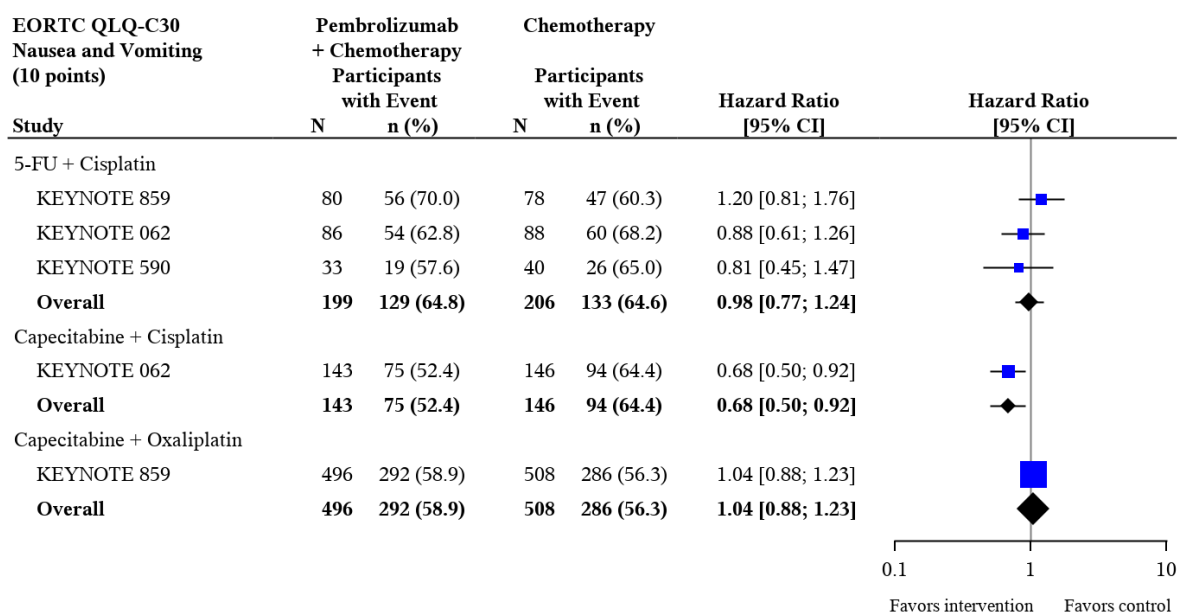 EORTC QLQ-C30 Pembrolizumab Chemotherapy
Nausea and Vomiting + Chemotherapy
(10 points) Participants Participants
with Event with Event Hazard Ratio Hazard Ratio
Study N n (%) N n (%) [95% CI] [95% CI]
5-FU + Cisplatin
KEYNOTE 859 80 56 (70.0) 78 47 (60.3) 1.20 [0.81; 1.76]
KEYNOTE 062 86 54 (62.8) 88 60 (68.2) 0.88 [0.61; 1.26]
KEYNOTE 590 33 19 (57.6) 40 26 (65.0) 0.81 [0.45; 1.47]
Overall 199 129 (64.8) 206 133 (64.6) 0.98 [0.77; 1.24]
Capecitabine + Cisplatin
KEYNOTE 062 143 75 (52.4) 146 94 (64.4) 0.68 [0.50; 0.92]
Overall 143 75 (52.4) 146 94 (64.4) 0.68 [0.50; 0.92]
Capecitabine + Oxaliplatin
KEYNOTE 859 496 292 (58.9) 508 286 (56.3) 1.04 [0.88; 1.23]
Overall 496 292 (58.9) 508 286 (56.3) 1.04 [0.88; 1.23]
0.1 1 10
Favors intervention Favors control